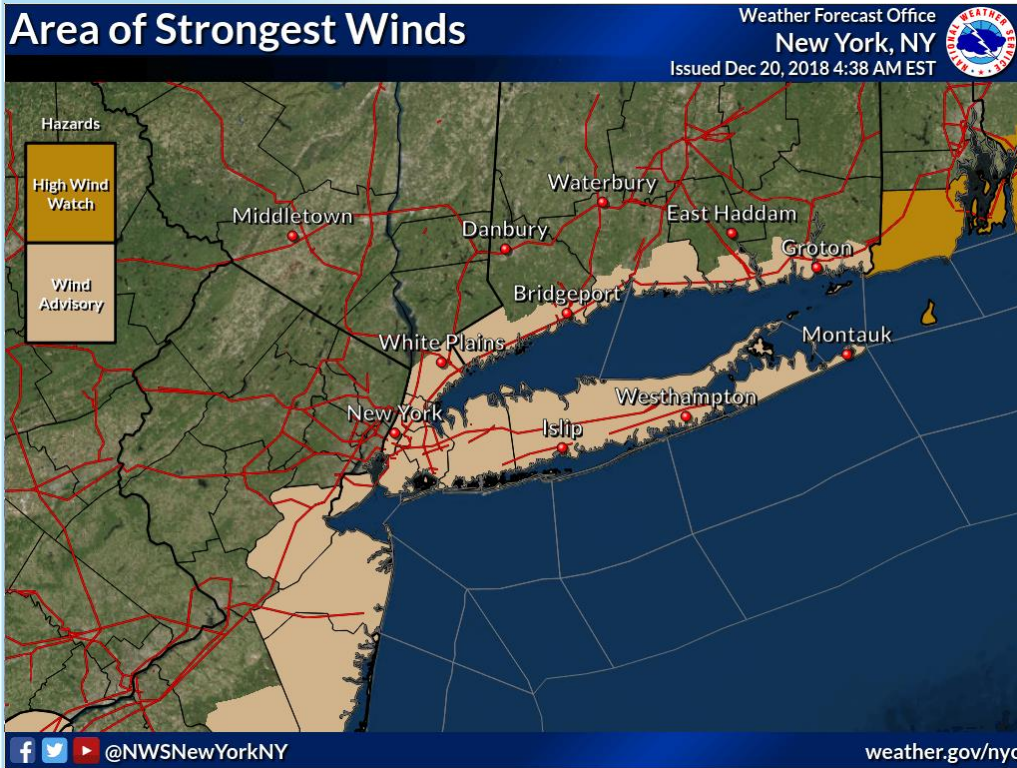 Area of Strongest Winds
Weather Forecast Office
New York, NY
Issued Dec 20, 2018 4:38 AM EST
NATIONAL WEATHER SERVICE
Hazards
High Wind
Watch
Wind
Advisory
Waterbury
Middletown
East Haddam
Danbury
Groton
Bridgeport
Montauk
White Plains
Westhampton
New York
Islip
@NWSNewYorkNY
weather.gov/nyc